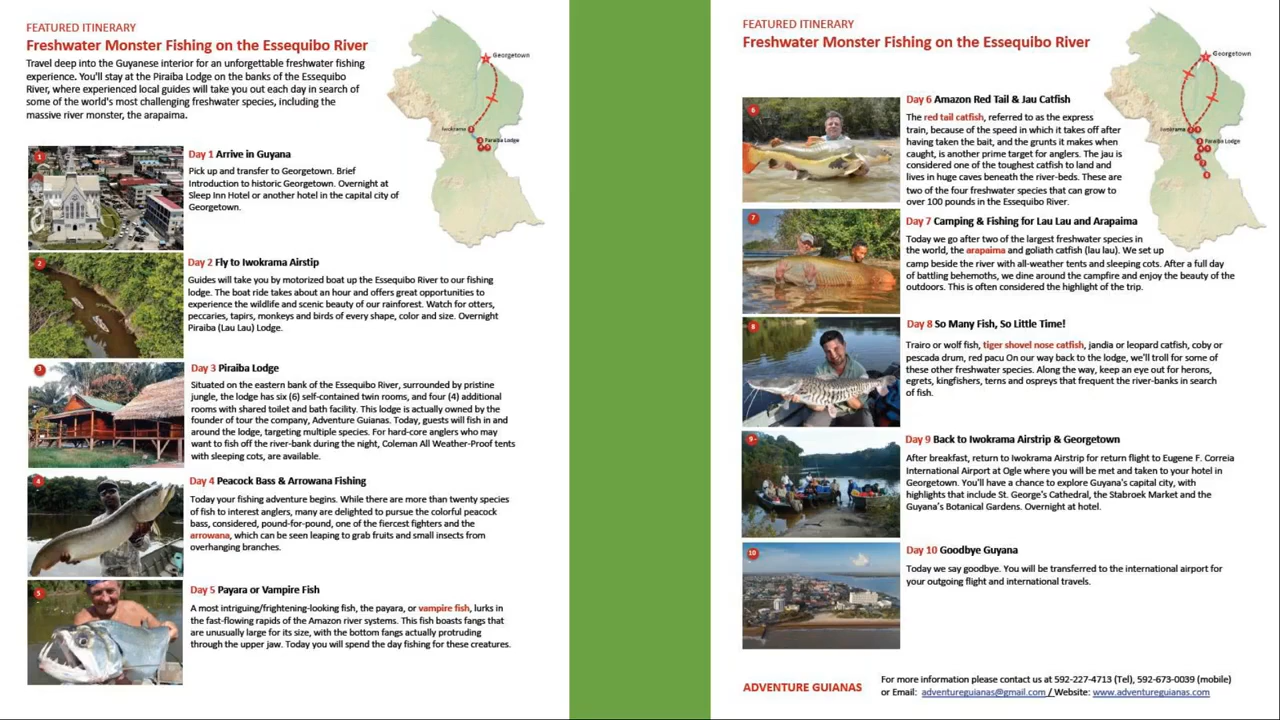 FEATURED ITINERARY
Freshwater Monster Fishing on the Essequibo River
Travel deep into the Guyanese interior for an unforgettable freshwater fishing
experience. You'll stay at the Piraiba Lodge on the banks of the Essequibo
River, where experienced local guides will take you out each day in search of
some of the world's most challenging freshwater species, including the
massive river monster, the arapaima.
Georgetown
Iwokrama
Piraiba Lodge
1
Day 1 Arrive in Guyana
Pick up and transfer to Georgetown. Brief
Introduction to historic Georgetown. Overnight at
Sleep Inn Hotel or another hotel in the capital city of
Georgetown.
2
Day 2 Fly to Iwokrama Airstip
Guides will take you by motorized boat up the Essequibo River to our fishing
lodge. The boat ride takes about an hour and offers great opportunities to
experience the wildlife and scenic beauty of our rainforest. Watch for otters,
peccaries, tapirs, monkeys and birds of every shape, color and size. Overnight
Piraiba (Lau Lau) Lodge.
3
Day 3 Piraiba Lodge
Situated on the eastern bank of the Essequibo River, surrounded by pristine
jungle, the lodge has six (6) self-contained twin rooms, and four (4) additional
rooms with shared toilet and bath facility. This lodge is actually owned by the
founder of tour the company, Adventure Guianas. Today, guests will fish in and
around the lodge, targeting multiple species. For hard-core anglers who may
want to fish off the river-bank during the night, Coleman All Weather-Proof tents
with sleeping cots, are available.
4
Day 4 Peacock Bass & Arrowana Fishing
Today your fishing adventure begins. While there are more than twenty species
of fish to interest anglers, many are delighted to pursue the colorful peacock
bass, considered, pound-for-pound, one of the fiercest fighters and the
arrowana, which can be seen leaping to grab fruits and small insects from
overhanging branches.
5
Day 5 Payara or Vampire Fish
A most intriguing/frightening-looking fish, the payara, or vampire fish, lurks in
the fast-flowing rapids of the Amazon river systems. This fish boasts fangs that
are unusually large for its size, with the bottom fangs actually protruding
through the upper jaw. Today you will spend the day fishing for these creatures.
FEATURED ITINERARY
Freshwater Monster Fishing on the Essequibo River
Georgetown
Iwokrama
Piraiba Lodge
6
Day 6 Amazon Red Tail & Jau Catfish
The red tail catfish, referred to as the express
train, because of the speed in which it takes off after
having taken the bait, and the grunts it makes when
caught, is another prime target for anglers. The jau is
considered one of the toughest catfish to land and
lives in huge caves beneath the river-beds. These are
two of the four freshwater species that can grow to
over 100 pounds in the Essequibo River.
7
Day 7 Camping & Fishing for Lau Lau and Arapaima
Today we go after two of the largest freshwater species in
the world, the arapaima and goliath catfish (lau lau). We set up
camp beside the river with all-weather tents and sleeping cots. After a full day
of battling behemoths, we dine around the campfire and enjoy the beauty of the
outdoors. This is often considered the highlight of the trip.
8
Day 8 So Many Fish, So Little Time!
Trairo or wolf fish, tiger shovel nose catfish, jandia or leopard catfish, coby or
pescada drum, red pacu On our way back to the lodge, we'll troll for some of
these other freshwater species. Along the way, keep an eye out for herons,
egrets, kingfishers, terns and ospreys that frequent the river-banks in search
of fish.
9
Day 9 Back to Iwokrama Airstrip & Georgetown
After breakfast, return to Iwokrama Airstrip for return flight to Eugene F. Correia
International Airport at Ogle where you will be met and taken to your hotel in
Georgetown. You'll have a chance to explore Guyana's capital city, with
highlights that include St. George's Cathedral, the Stabroek Market and the
Guyana's Botanical Gardens. Overnight at hotel.
10
Day 10 Goodbye Guyana
Today we say goodbye. You will be transferred to the international airport for
your outgoing flight and international travels.
ADVENTURE GUIANAS
For more information please contact us at 592-227-4713 (Tel), 592-673-0039 (mobile)
or Email: adventureguianas@gmail.com / Website: www.adventureguianas.com